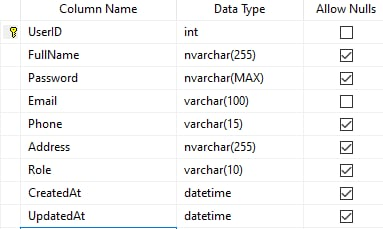 Column Name Data Type Allow Nulls
UserID int
FullName nvarchar(255)
Password nvarchar(MAX)
Email varchar(100)
Phone varchar(15)
Address nvarchar(255)
Role varchar(10)
CreatedAt datetime
UpdatedAt datetime